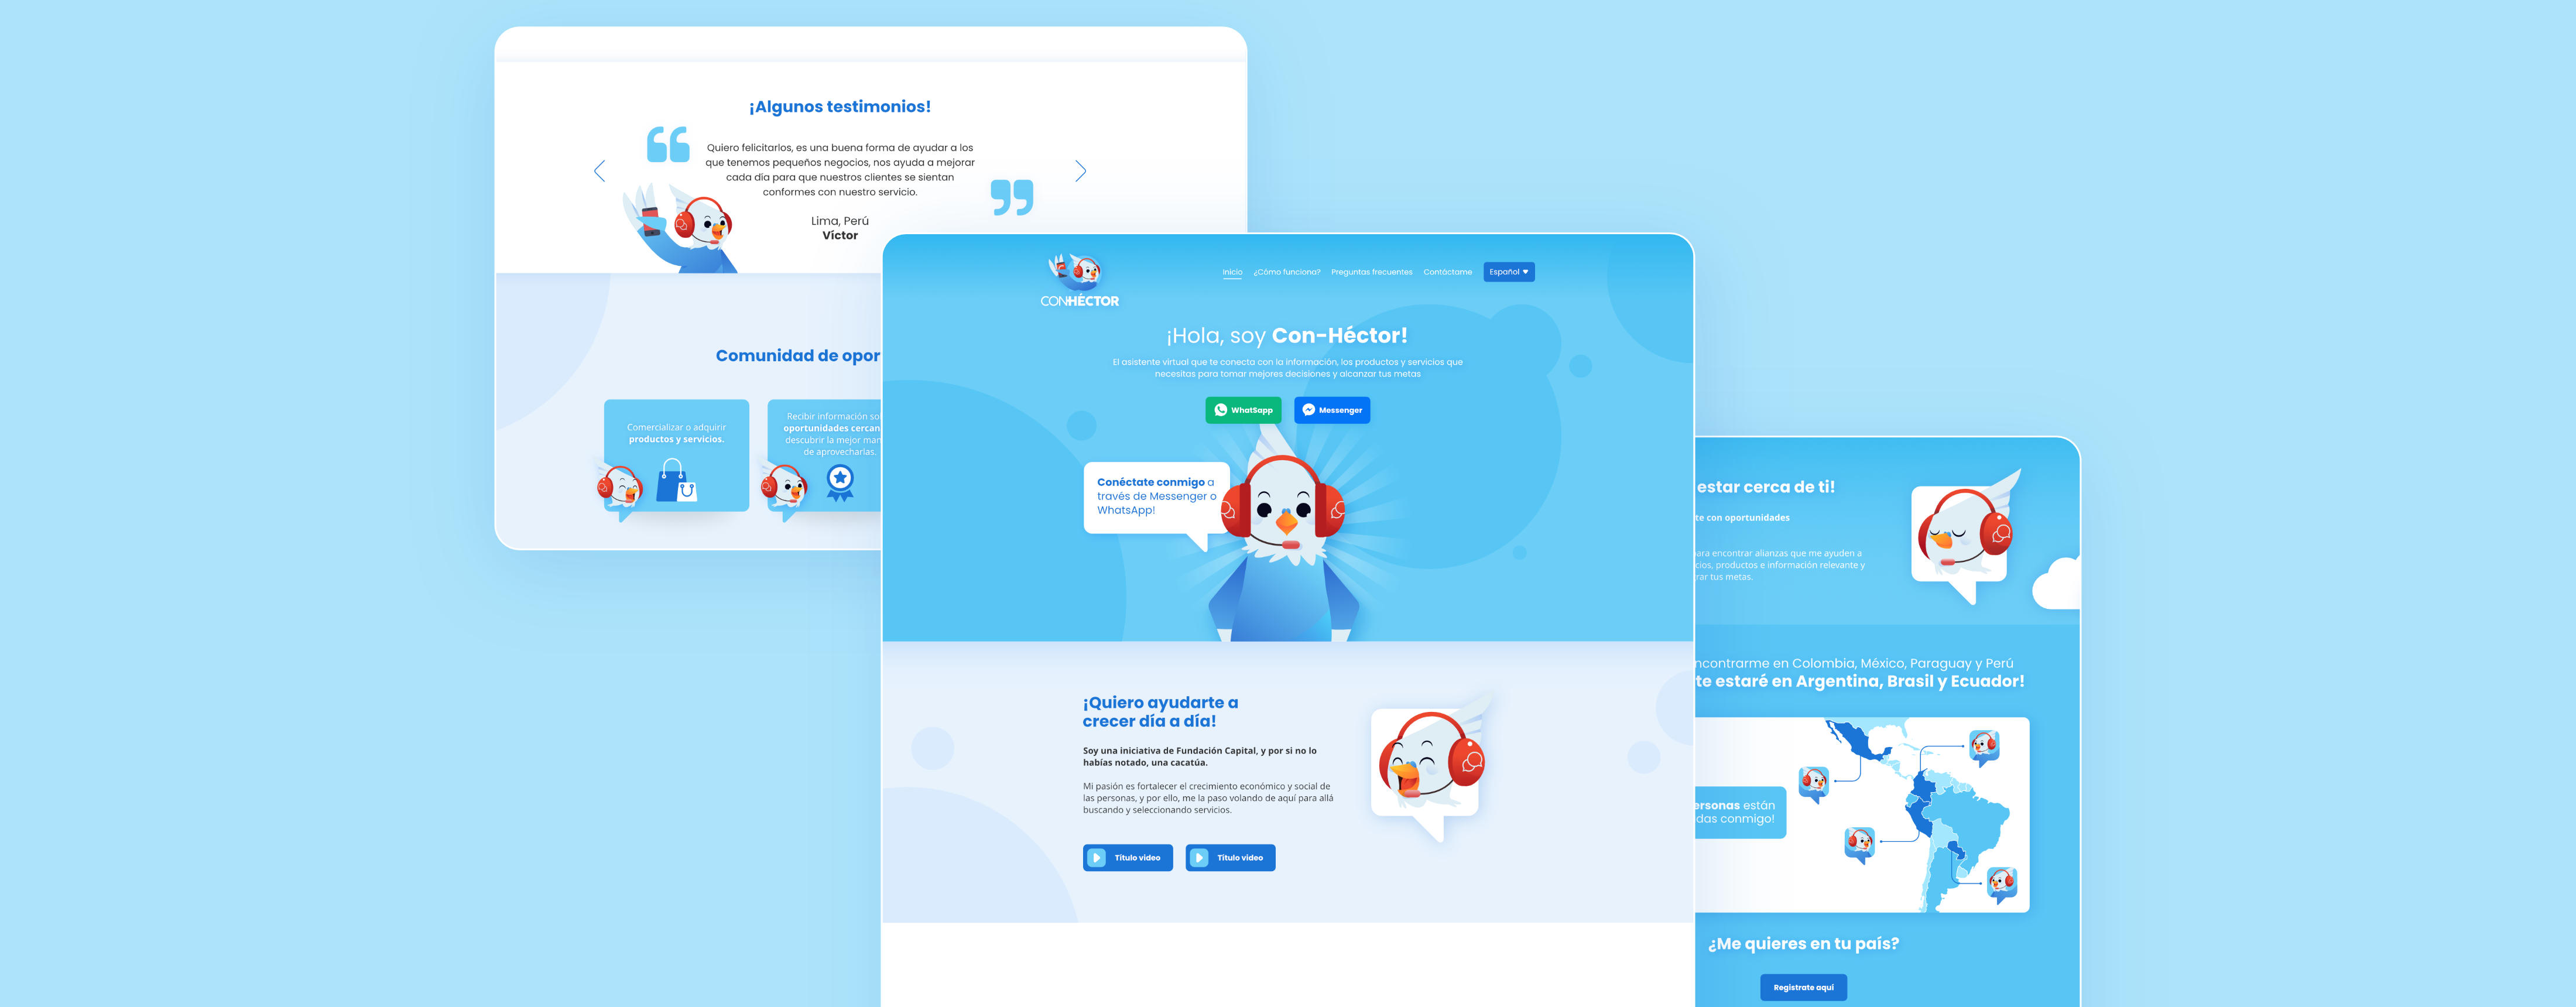 ¡Algunos testimonios!
Quiero felicitarlos, es una buena forma de ayudar a los
que tenemos pequeños negocios, nos ayuda a mejorar
cada día para que nuestros clientes se sientan
conformes con nuestro servicio.
Lima, Perú
Víctor
Comunidad de opor
Comercializar o adquirir
productos y servicios.
Recibir información so
oportunidades cercan
descubrir la mejor man
de aprovecharlas.
CONHÉCTOR
Inicio ¿Cómo funciona? Preguntas frecuentes Contáctame Español
¡Hola, soy Con-Héctor!
El asistente virtual que te conecta con la información, los productos y servicios que
necesitas para tomar mejores decisiones y alcanzar tus metas
WhatSapp Messenger
Conéctate conmigo a
través de Messenger o
WhatsApp!
¡Quiero ayudarte a
crecer día a día!
Soy una iniciativa de Fundación Capital, y por si no lo
habías notado, una cacatúa.
Mi pasión es fortalecer el crecimiento económico y social de
las personas, y por ello, me la paso volando de aquí para allá
buscando y seleccionando servicios.
Título video Título video
estar cerca de ti!
te con oportunidades
ara encontrar alianzas que me ayuden a
cios, productos e información relevante y
rar tus metas.
ncontrarme en Colombia, México, Paraguay y Perú
te estaré en Argentina, Brasil y Ecuador!
ersonas están
das conmigo!
¿Me quieres en tu país?
Regístrate aquí